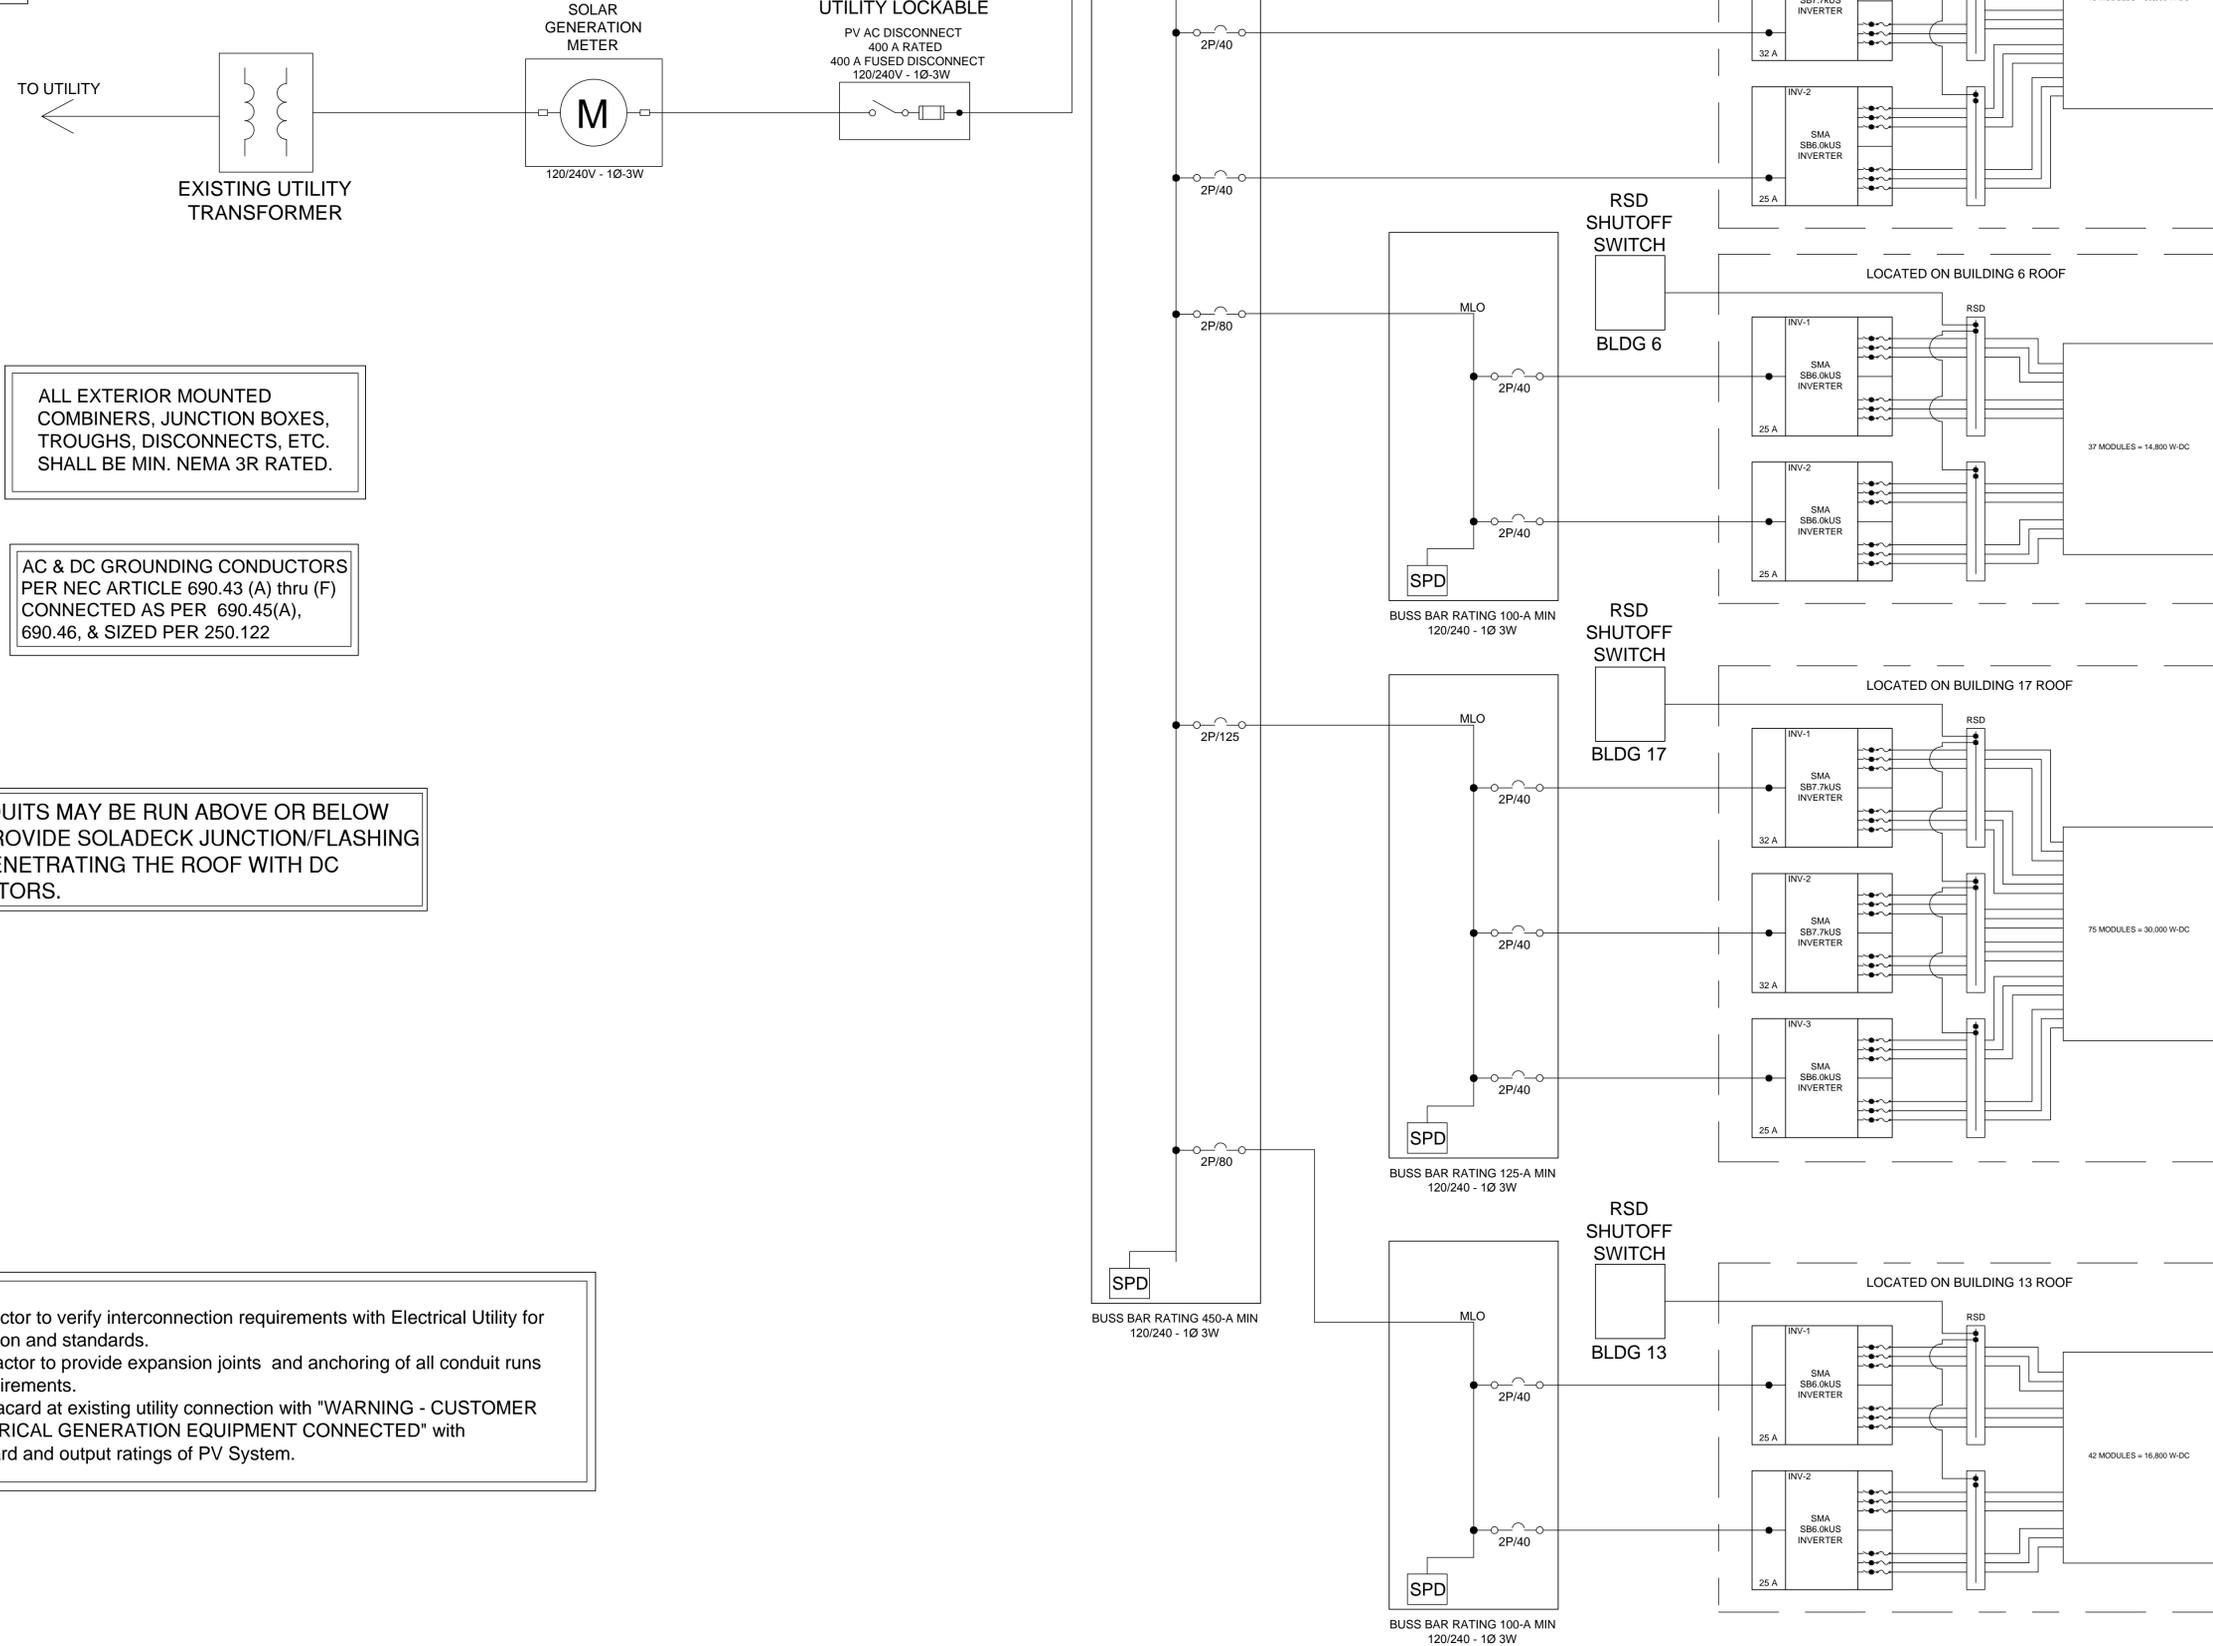 SOLAR
GENERATION
METER
M
120/240V - 1Ø-3W
UTILITY LOCKABLE
PV AC DISCONNECT
400 A RATED
400 A FUSED DISCONNECT
120/240V - 1Ø-3W
TO UTILITY
EXISTING UTILITY
TRANSFORMER
ALL EXTERIOR MOUNTED
COMBINERS, JUNCTION BOXES,
TROUGHS, DISCONNECTS, ETC.
SHALL BE MIN. NEMA 3R RATED.
AC & DC GROUNDING CONDUCTORS
PER NEC ARTICLE 690.43 (A) thru (F)
CONNECTED AS PER 690.45(A),
690.46, & SIZED PER 250.122
UITS MAY BE RUN ABOVE OR BELOW
ROVIDE SOLADECK JUNCTION/FLASHING
ENETRATING THE ROOF WITH DC
TORS.
ctor to verify interconnection requirements with Electrical Utility for
on and standards.
actor to provide expansion joints and anchoring of all conduit runs
irements.
acard at existing utility connection with "WARNING - CUSTOMER
RICAL GENERATION EQUIPMENT CONNECTED" with
rd and output ratings of PV System.
2P/40
2P/40
2P/80
2P/125
2P/80
SPD
BUSS BAR RATING 450-A MIN
120/240 - 1Ø 3W
SB7.7kUS
INVERTER
32 A
INV-2
SMA
SB6.0kUS
INVERTER
25 A
RSD
SHUTOFF
SWITCH
BLDG 6
MLO
2P/40
2P/40
SPD
BUSS BAR RATING 100-A MIN
120/240 - 1Ø 3W
LOCATED ON BUILDING 6 ROOF
RSD
INV-1
SMA
SB6.0kUS
INVERTER
25 A
INV-2
SMA
SB6.0kUS
INVERTER
25 A
37 MODULES = 14,800 W-DC
RSD
SHUTOFF
SWITCH
BLDG 17
MLO
2P/40
2P/40
2P/40
SPD
BUSS BAR RATING 125-A MIN
120/240 - 1Ø 3W
LOCATED ON BUILDING 17 ROOF
RSD
INV-1
SMA
SB7.7kUS
INVERTER
32 A
INV-2
SMA
SB7.7kUS
INVERTER
32 A
INV-3
SMA
SB6.0kUS
INVERTER
25 A
75 MODULES = 30,000 W-DC
RSD
SHUTOFF
SWITCH
BLDG 13
MLO
2P/40
2P/40
SPD
BUSS BAR RATING 100-A MIN
120/240 - 1Ø 3W
LOCATED ON BUILDING 13 ROOF
RSD
INV-1
SMA
SB6.0kUS
INVERTER
25 A
INV-2
SMA
SB6.0kUS
INVERTER
25 A
42 MODULES = 16,800 W-DC